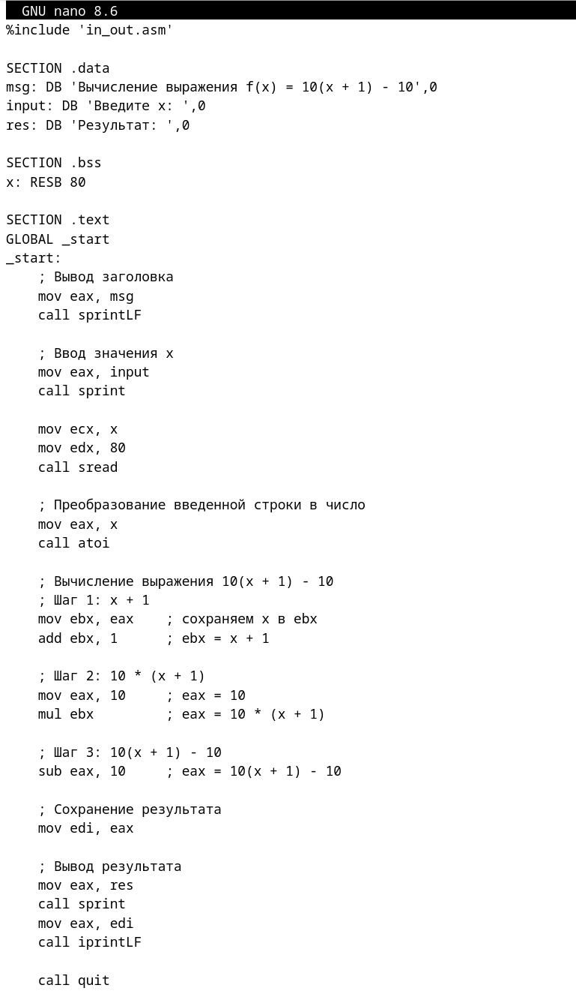 GNU nano 8.6
%include 'in_out.asm'
SECTION .data
msg: DB 'Вычисление выражения f(x) = 10(x + 1) - 10',0
input: DB 'Введите x: ',0
res: DB 'Результат: ',0
SECTION .bss
x: RESB 80
SECTION .text
GLOBAL _start
_start:
; Вывод заголовка
mov eax, msg
call sprintLF
; Ввод значения x
mov eax, input
call sprint
mov ecx, x
mov edx, 80
call sread
; Преобразование введенной строки в число
mov eax, x
call atoi
; Вычисление выражения 10(x + 1) - 10
; Шаг 1: x + 1
mov ebx, eax    ; сохраняем x в ebx
add ebx, 1      ; ebx = x + 1
; Шаг 2: 10 * (x + 1)
mov eax, 10     ; eax = 10
mul ebx         ; eax = 10 * (x + 1)
; Шаг 3: 10(x + 1) - 10
sub eax, 10     ; eax = 10(x + 1) - 10
; Сохранение результата
mov edi, eax
; Вывод результата
mov eax, res
call sprint
mov eax, edi
call iprintLF
call quit